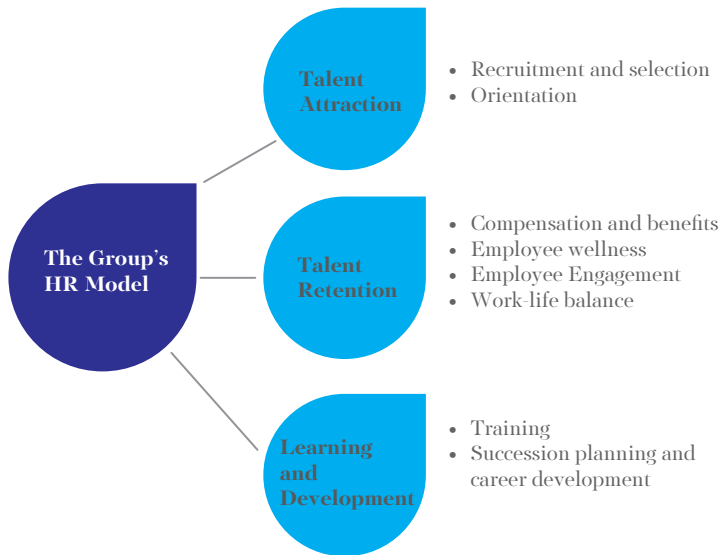 The Group’s
HR Model
Talent
Attraction
• Recruitment and selection
• Orientation
Talent
Retention
• Compensation and benefits
• Employee wellness
• Employee Engagement
• Work-life balance
Learning
and
Development
• Training
• Succession planning and
career development